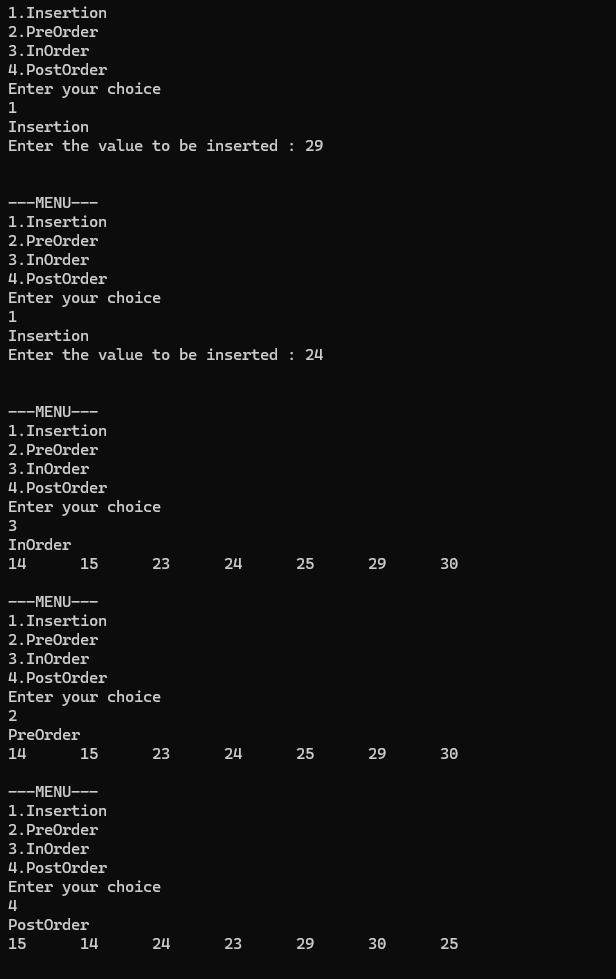 1.Insertion
2.PreOrder
3.InOrder
4.PostOrder
Enter your choice
1
Insertion
Enter the value to be inserted : 29
---MENU---
1.Insertion
2.PreOrder
3.InOrder
4.PostOrder
Enter your choice
1
Insertion
Enter the value to be inserted : 24
---MENU---
1.Insertion
2.PreOrder
3.InOrder
4.PostOrder
Enter your choice
3
InOrder
14 15 23 24 25 29 30
---MENU---
1.Insertion
2.PreOrder
3.InOrder
4.PostOrder
Enter your choice
2
PreOrder
14 15 23 24 25 29 30
---MENU---
1.Insertion
2.PreOrder
3.InOrder
4.PostOrder
Enter your choice
4
PostOrder
15 14 24 23 29 30 25